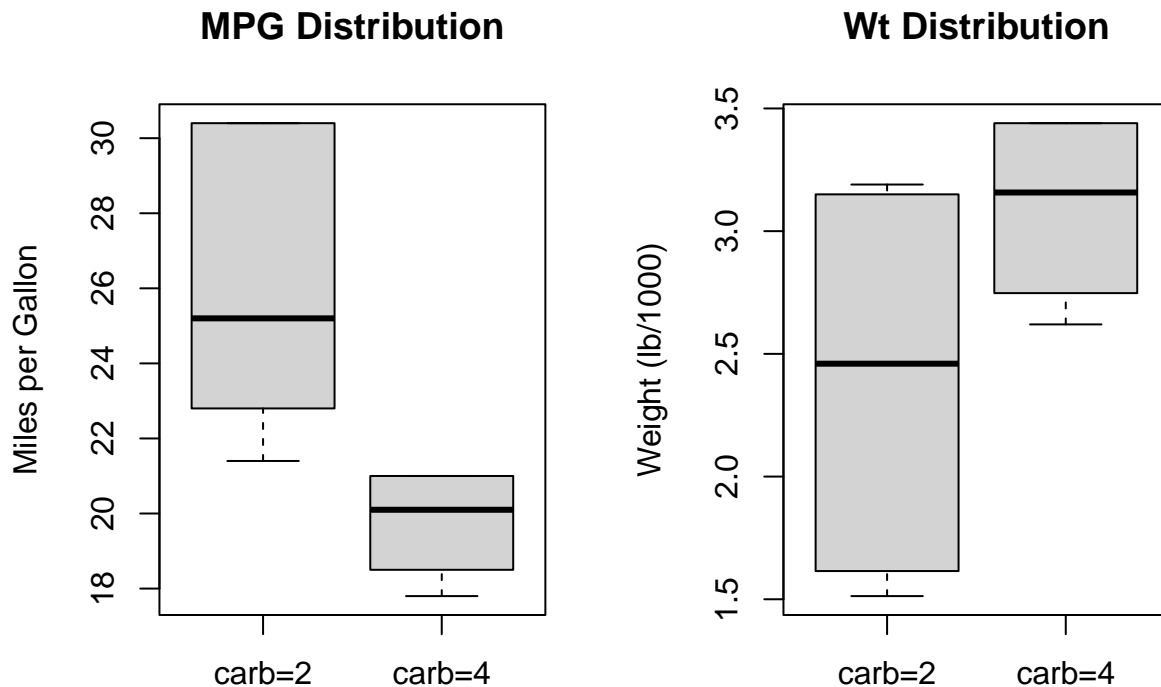 MPG Distribution
Miles per Gallon
30
28
26
24
22
20
18
carb=2
carb=4
Wt Distribution
Weight (lb/1000)
3.5
3.0
2.5
2.0
1.5
carb=2
carb=4